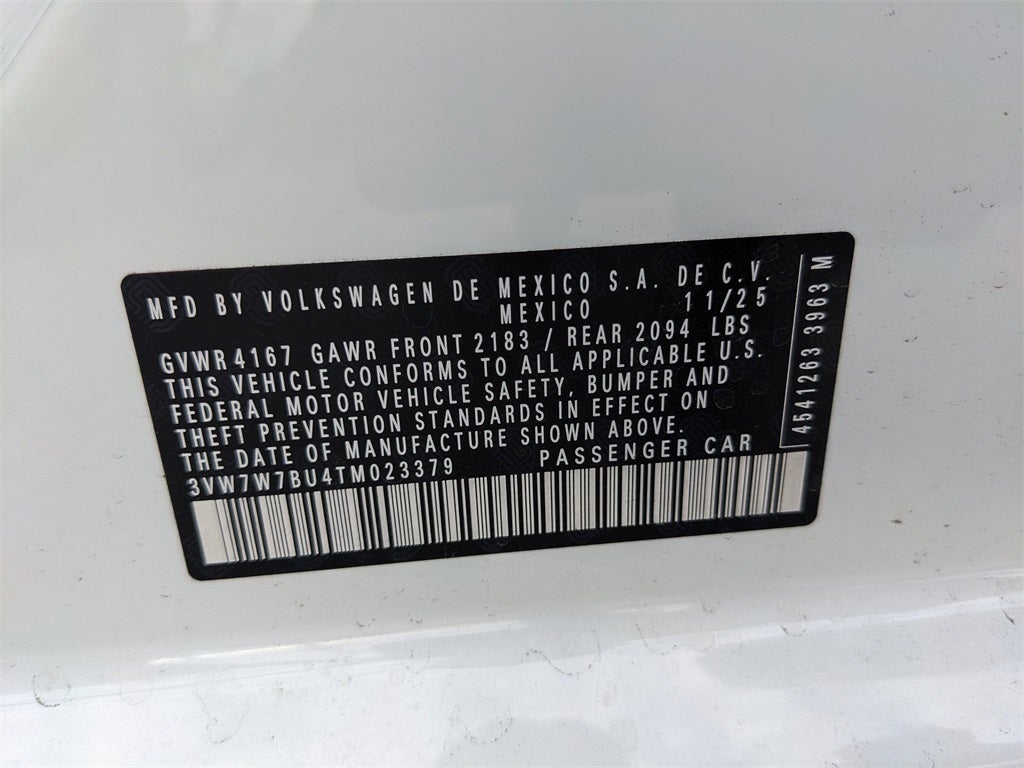 MFD BY VOLKSWAGEN DE MEXICO S.A. DE C.V.
MEXICO 11/25
GVWR 4167 GAWR FRONT 2183 / REAR 2094 LBS
THIS VEHICLE CONFORMS TO ALL APPLICABLE U.S.
FEDERAL MOTOR VEHICLE SAFETY, BUMPER AND
THEFT PREVENTION STANDARDS IN EFFECT ON
THE DATE OF MANUFACTURE SHOWN ABOVE.
3VW7W7BU4TM023379 PASSENGER CAR
4541263 3963 M